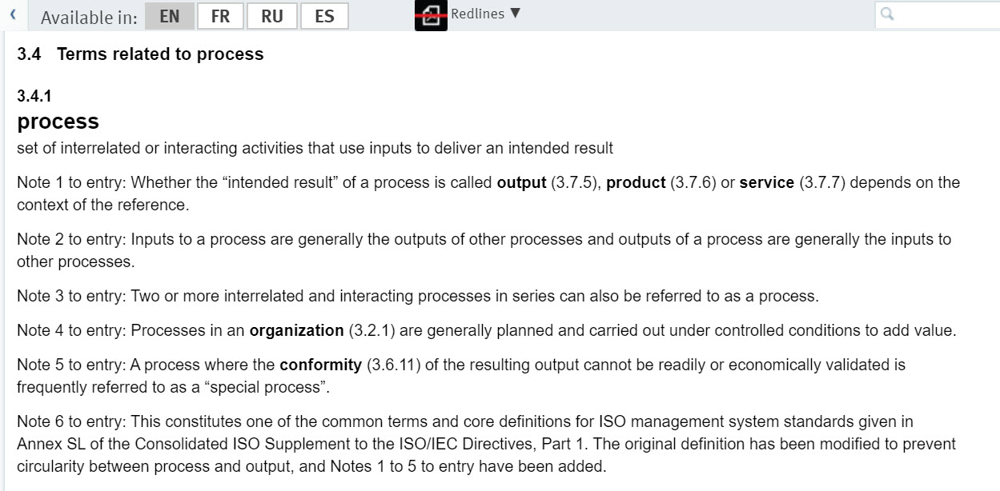 Available in: EN FR RU ES Redlines ▼
3.4 Terms related to process
3.4.1
process
set of interrelated or interacting activities that use inputs to deliver an intended result
Note 1 to entry: Whether the “intended result” of a process is called output (3.7.5), product (3.7.6) or service (3.7.7) depends on the
context of the reference.
Note 2 to entry: Inputs to a process are generally the outputs of other processes and outputs of a process are generally the inputs to
other processes.
Note 3 to entry: Two or more interrelated and interacting processes in series can also be referred to as a process.
Note 4 to entry: Processes in an organization (3.2.1) are generally planned and carried out under controlled conditions to add value.
Note 5 to entry: A process where the conformity (3.6.11) of the resulting output cannot be readily or economically validated is
frequently referred to as a “special process”.
Note 6 to entry: This constitutes one of the common terms and core definitions for ISO management system standards given in
Annex SL of the Consolidated ISO Supplement to the ISO/IEC Directives, Part 1. The original definition has been modified to prevent
circularity between process and output, and Notes 1 to 5 to entry have been added.